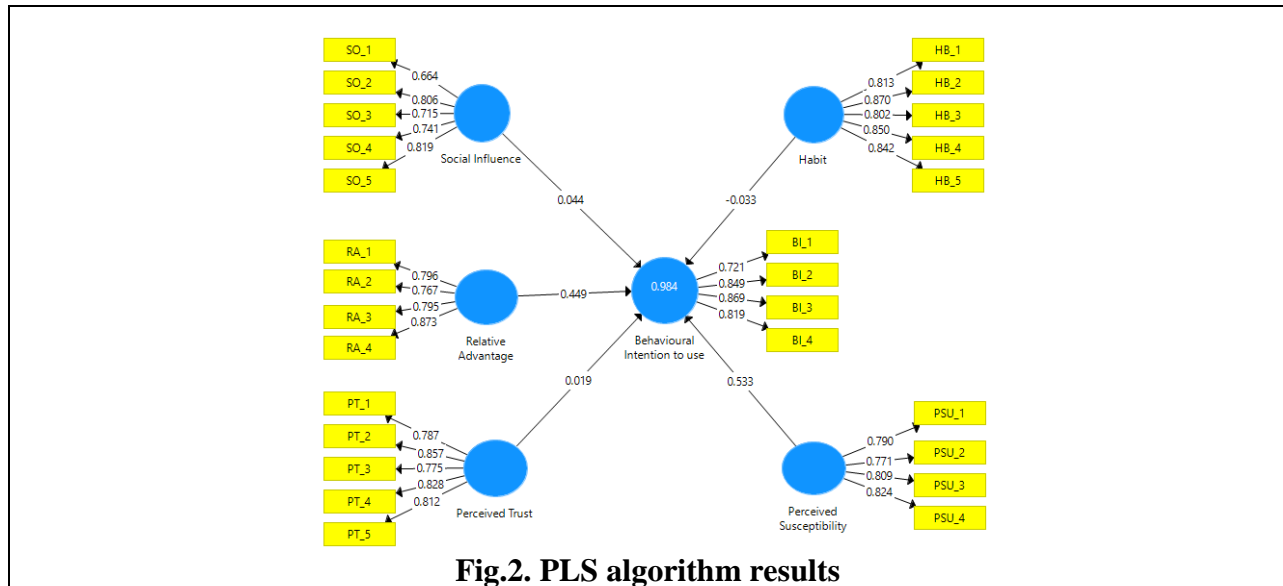 SO_1
SO_2
SO_3
SO_4
SO_5
0.664
0.806
0.715
0.741
0.819
Social Influence
0.044
HB_1
HB_2
HB_3
HB_4
HB_5
0.813
0.870
0.802
0.850
0.842
Habit
-0.033
RA_1
RA_2
RA_3
RA_4
0.796
0.767
0.795
0.873
Relative
Advantage
0.449
0.984
Behavioural
Intention to use
0.721
0.849
0.869
0.819
BI_1
BI_2
BI_3
BI_4
PT_1
PT_2
PT_3
PT_4
PT_5
0.787
0.857
0.775
0.828
0.812
Perceived Trust
0.019
0.533
Perceived
Susceptibility
0.790
0.771
0.809
0.824
PSU_1
PSU_2
PSU_3
PSU_4
Fig.2. PLS algorithm results